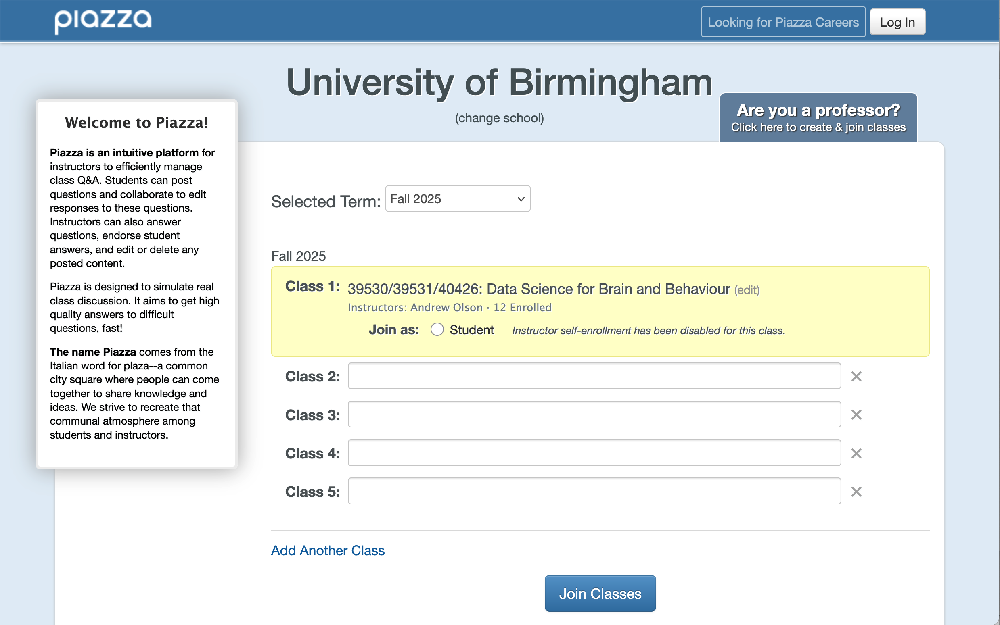 piazza
Looking for Piazza Careers
Log In
University of Birmingham
(change school)
Are you a professor?
Click here to create & join classes
Welcome to Piazza!
Piazza is an intuitive platform for
instructors to efficiently manage
class Q&A. Students can post
questions and collaborate to edit
responses to these questions.
Instructors can also answer
questions, endorse student
answers, and edit or delete any
posted content.
Piazza is designed to simulate real
class discussion. It aims to get high
quality answers to difficult
questions, fast!
The name Piazza comes from the
Italian word for plaza--a common
city square where people can come
together to share knowledge and
ideas. We strive to recreate that
communal atmosphere among
students and instructors.
Selected Term: Fall 2025
Fall 2025
Class 1: 39530/39531/40426: Data Science for Brain and Behaviour (edit)
Instructors: Andrew Olson · 12 Enrolled
Join as: Student Instructor self-enrollment has been disabled for this class.
Class 2:
Class 3:
Class 4:
Class 5:
Add Another Class
Join Classes